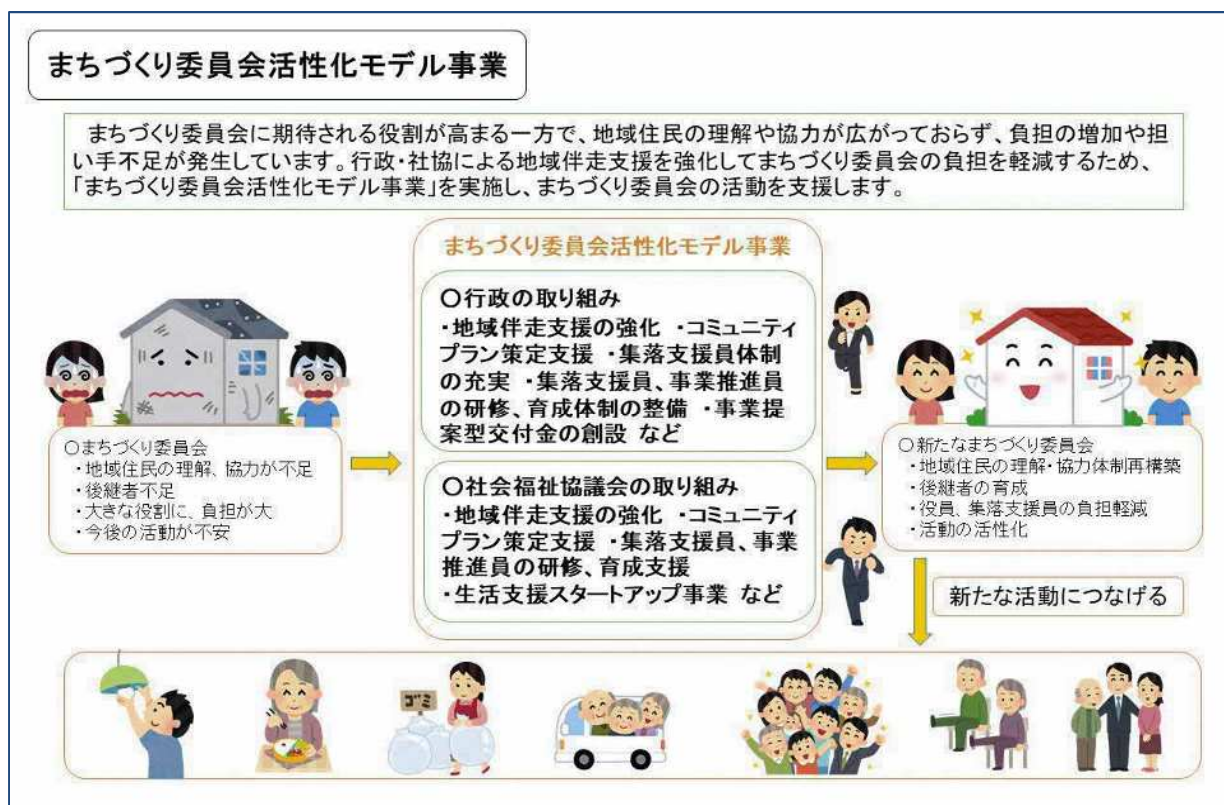 まちづくり委員会活性化モデル事業
まちづくり委員会に期待される役割が高まる一方で、地域住民の理解や協力が広がっておらず、負担の増加や担
い手不足が発生しています。行政・社協による地域伴走支援を強化してまちづくり委員会の負担を軽減するため、
「まちづくり委員会活性化モデル事業」を実施し、まちづくり委員会の活動を支援します。
まちづくり委員会活性化モデル事業
〇行政の取り組み
・地域伴走支援の強化 ・コミュニティ
プラン策定支援 ・集落支援員体制
の充実 ・集落支援員、事業推進員
の研修、育成体制の整備 ・事業提
案型交付金の創設 など
〇社会福祉協議会の取り組み
・地域伴走支援の強化 ・コミュニティ
プラン策定支援 ・集落支援員、事業
推進員の研修、育成支援
・生活支援スタートアップ事業 など
〇まちづくり委員会
・地域住民の理解、協力が不足
・後継者不足
・大きな役割に、負担が大
・今後の活動が不安
〇新たなまちづくり委員会
・地域住民の理解・協力体制再構築
・後継者の育成
・役員、集落支援員の負担軽減
・活動の活性化
新たな活動につなげる
ゴミ